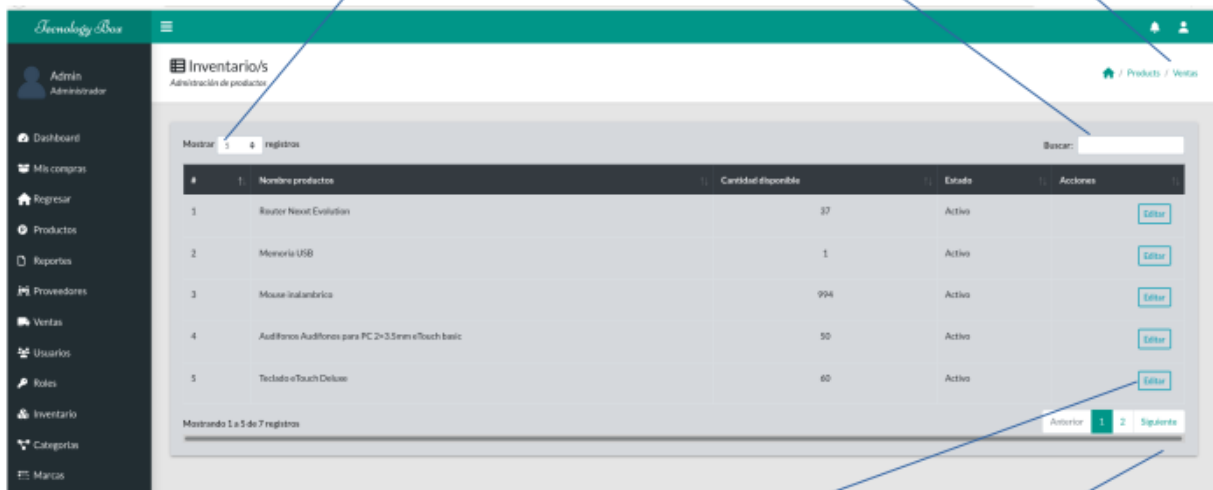 Tecnology Box
Admin
Administrador
Dashboard
Mis compras
Regresar
Productos
Reportes
Proveedores
Ventas
Usuarios
Roles
Inventario
Categorias
Marcas
Inventario/s
Administración de productos
/ Products / Ventas
Mostrar 5 registros
Buscar:
# Nombre productos Cantidad disponible Estado Acciones
1 Router Nexxt Evolution 37 Activo Editar
2 Memoria USB 1 Activo Editar
3 Mouse inalambrico 994 Activo Editar
4 Audifonos Audifonos para PC 2×3.5mm eTouch basic 50 Activo Editar
5 Teclado eTouch Deluxe 60 Activo Editar
Mostrando 1 a 5 de 7 registros
Anterior 1 2 Siguiente